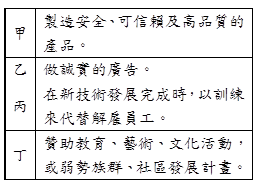 甲 製造安全、可信賴及高品質的
產品。
乙 做誠實的廣告。
丙 在新技術發展完成時，以訓練
來代替解雇員工。
丁 贊助教育、藝術、文化活動，
或弱勢族群、社區發展計畫。